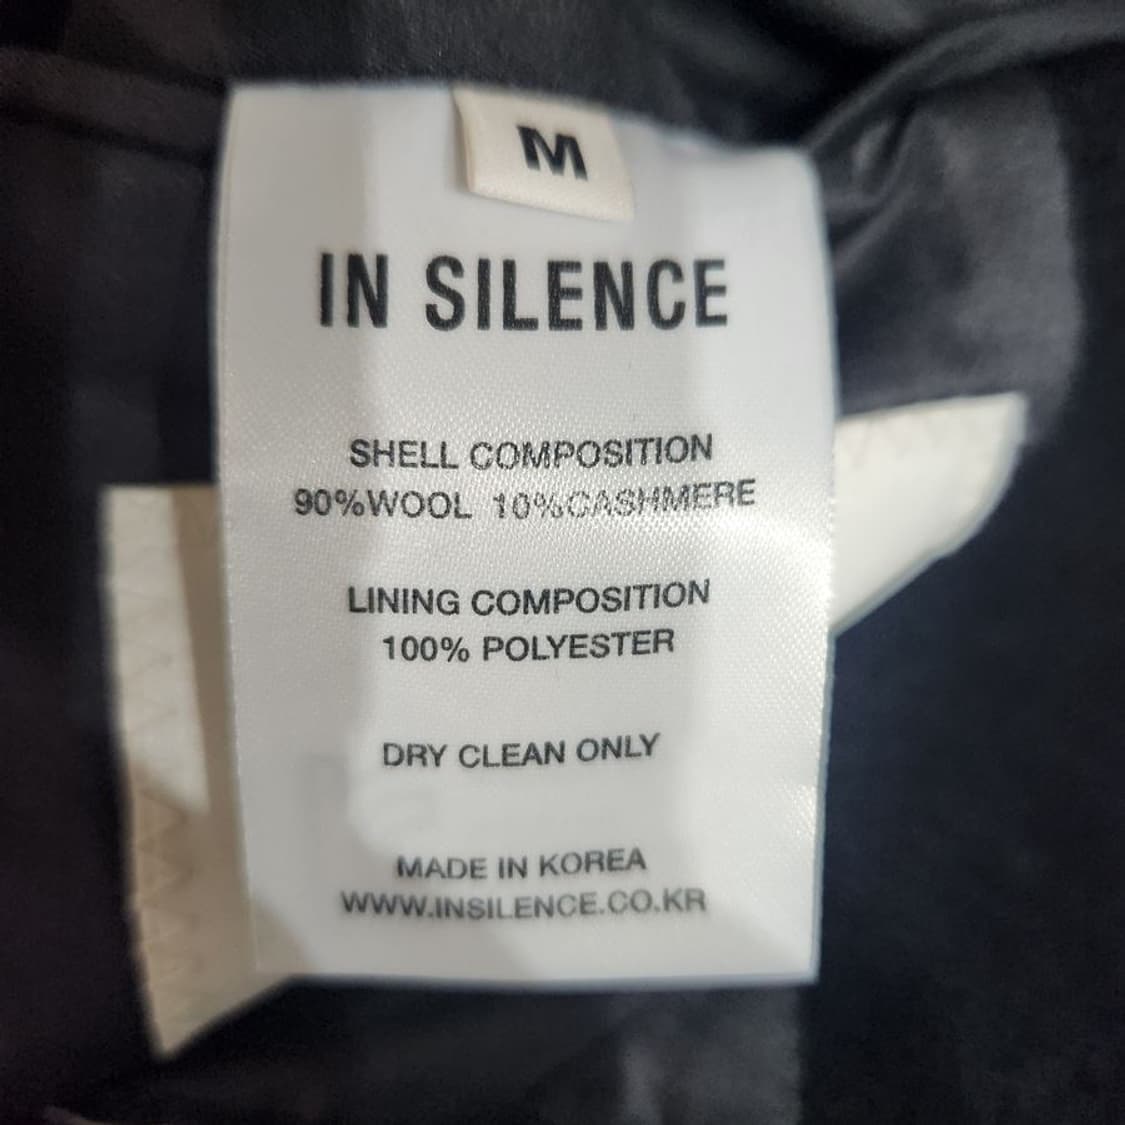 M
IN SILENCE
SHELL COMPOSITION
90%WOOL 10%CASHMERE
LINING COMPOSITION
100% POLYESTER
DRY CLEAN ONLY
MADE IN KOREA
WWW.INSILENCE.CO.KR